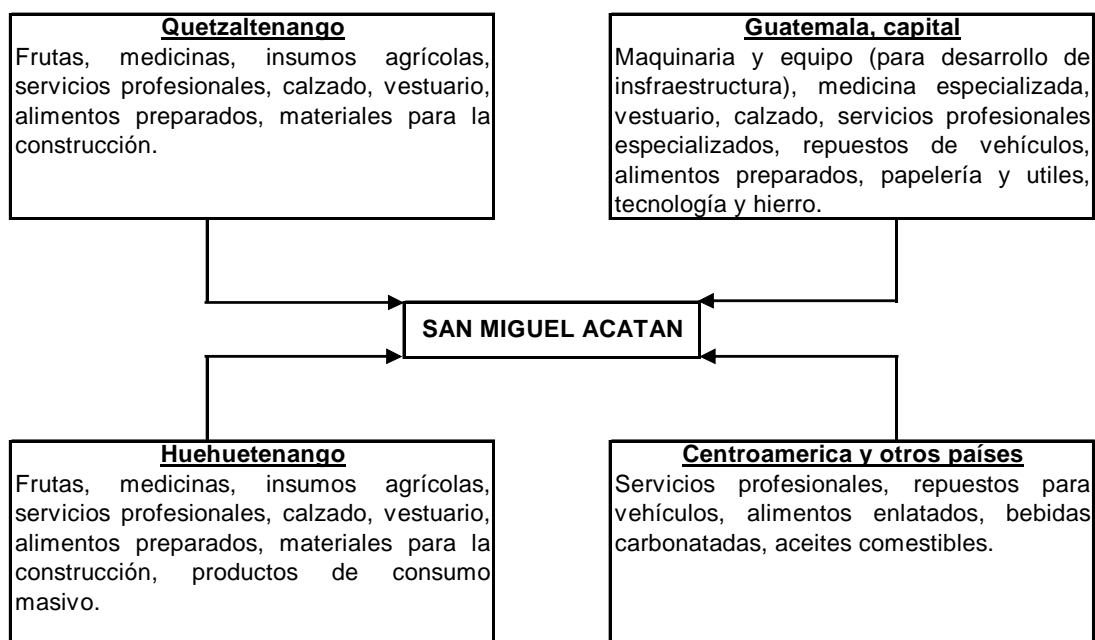 Quetzaltenango
Frutas, medicinas, insumos agrícolas,
servicios profesionales, calzado, vestuario,
alimentos preparados, materiales para la
construcción.
Guatemala, capital
Maquinaria y equipo (para desarrollo de
insfraestructura), medicina especializada,
vestuario, calzado, servicios profesionales
especializados, repuestos de vehículos,
alimentos preparados, papelería y utiles,
tecnología y hierro.
SAN MIGUEL ACATAN
Huehuetenango
Frutas, medicinas, insumos agrícolas,
servicios profesionales, calzado, vestuario,
alimentos preparados, materiales para la
construcción, productos de consumo
masivo.
Centroamerica y otros países
Servicios profesionales, repuestos para
vehículos, alimentos enlatados, bebidas
carbonatadas, aceites comestibles.